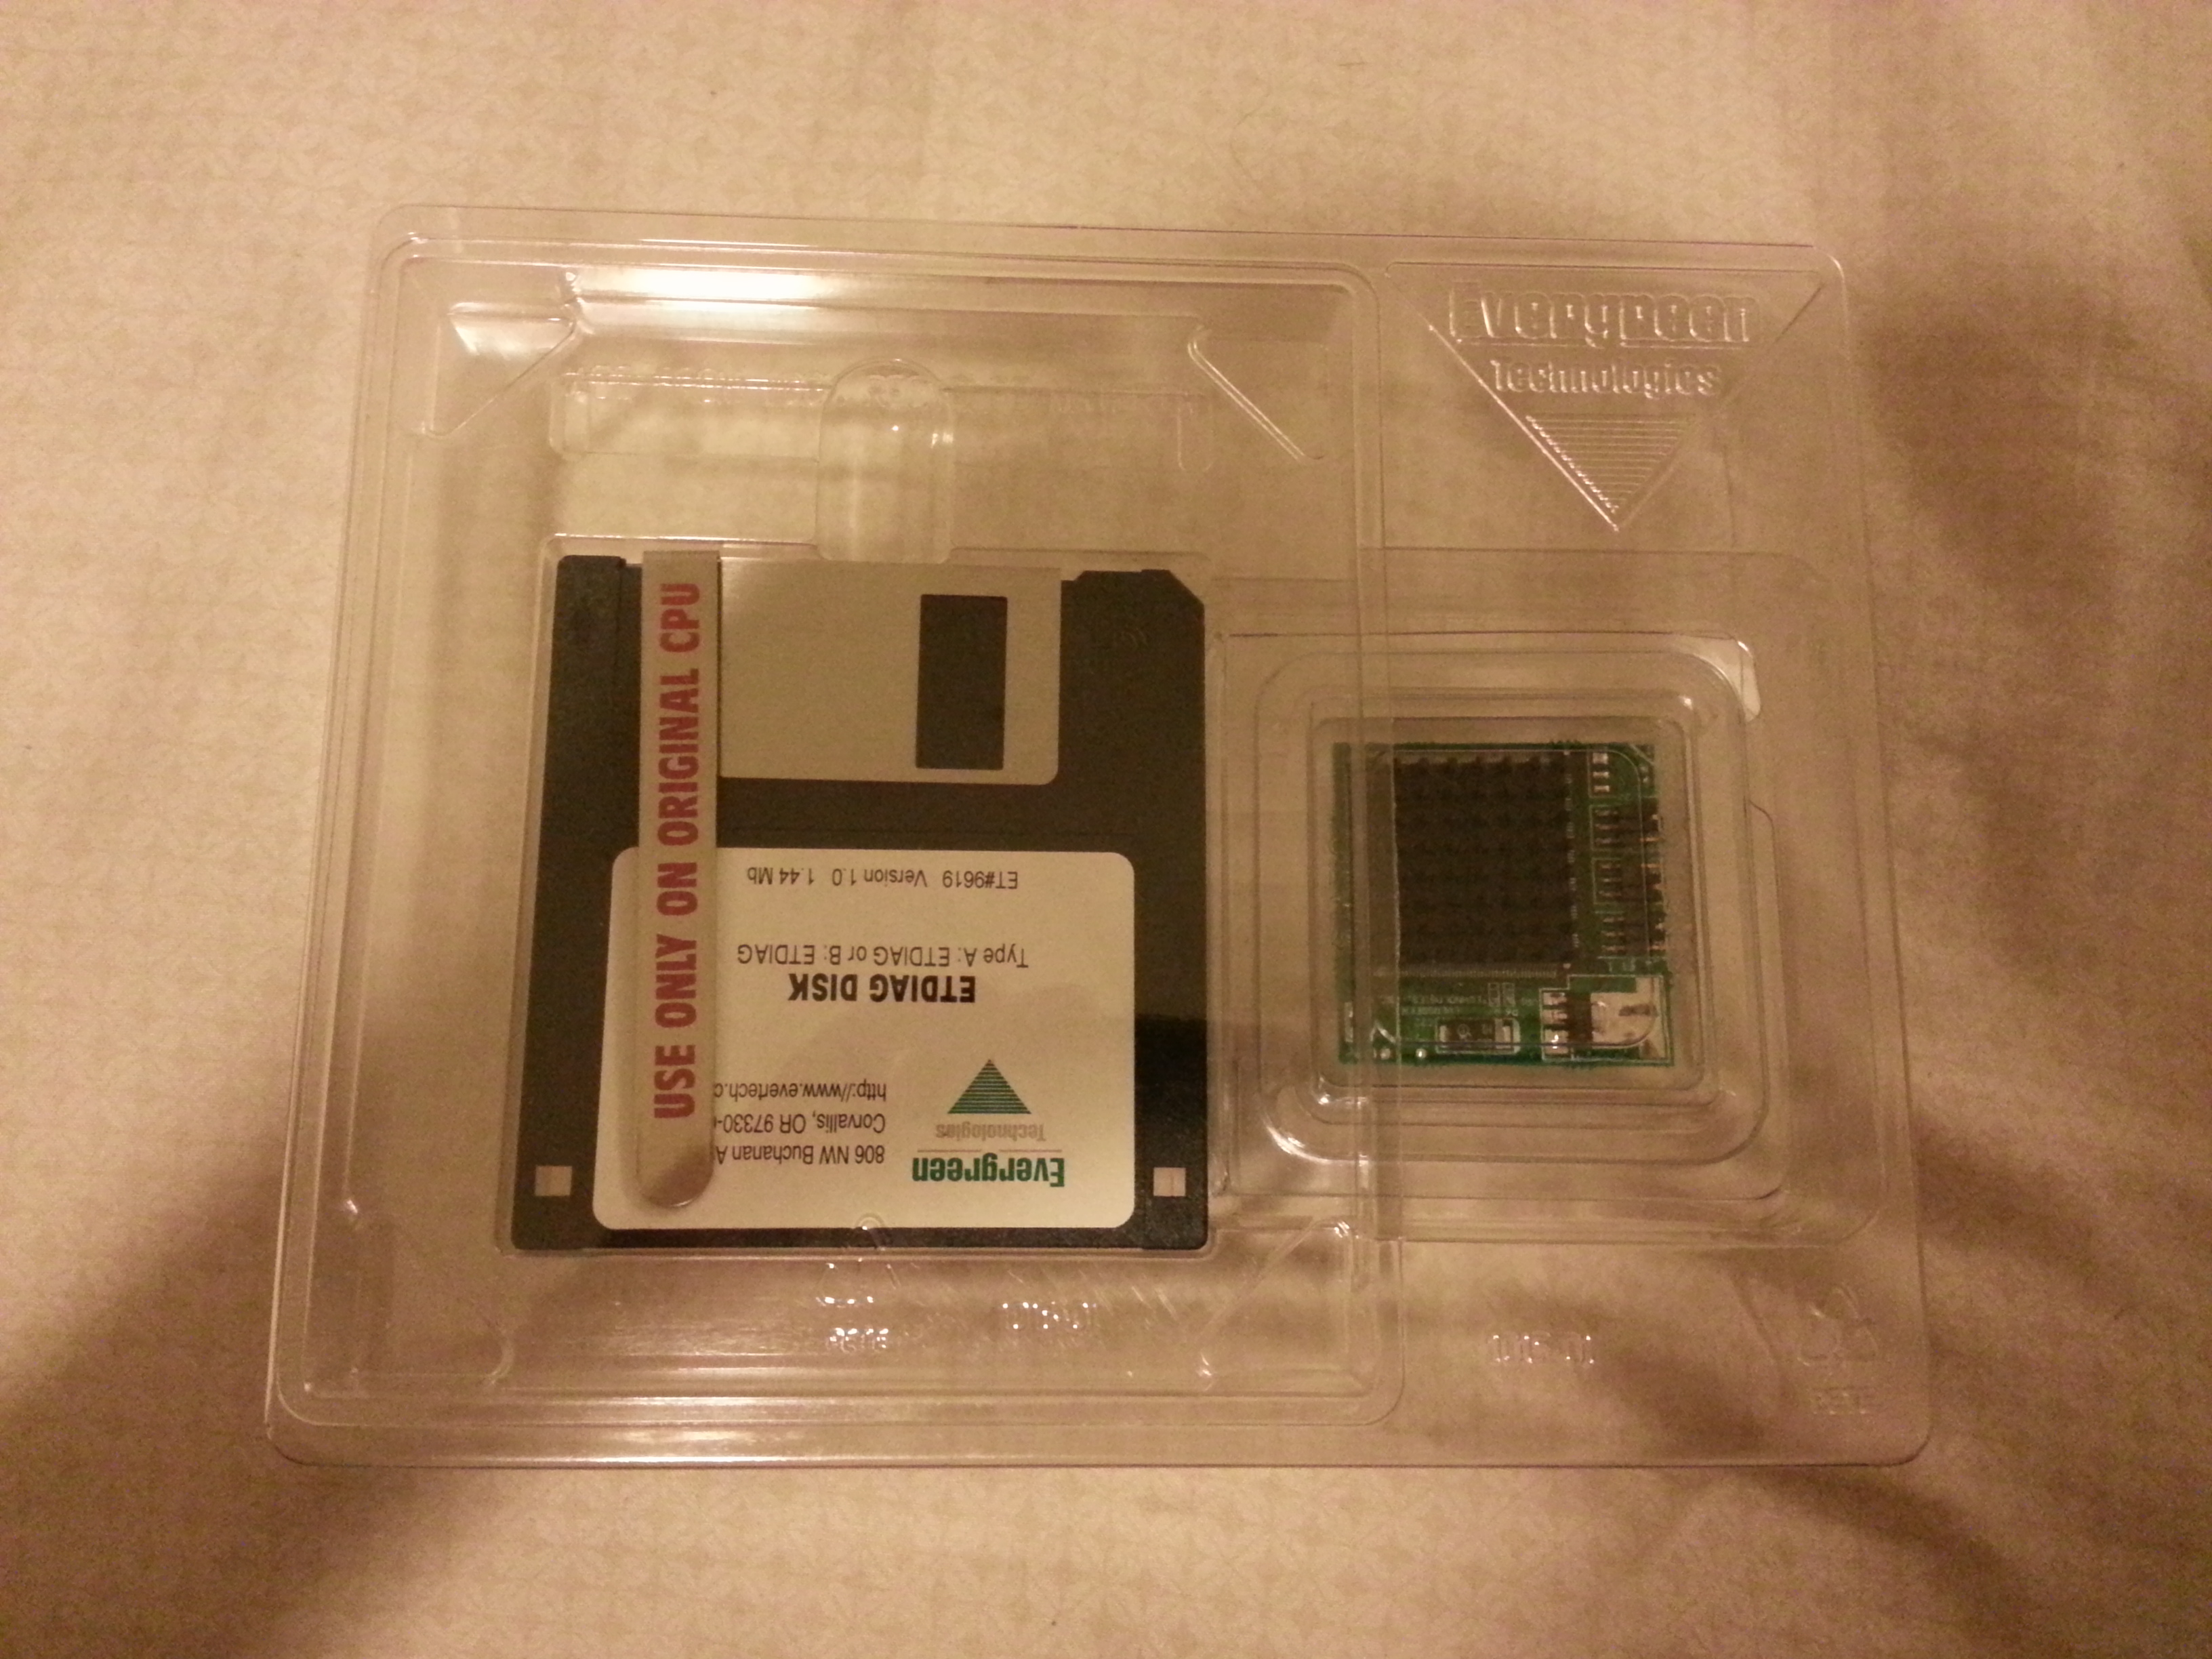 Evergreen
Technologies
USE ONLY ON ORIGINAL CPU
Evergreen
Technologies
806 NW Buchanan A
Corvallis, OR 97330-
http://www.evertech.c
ETDIAG DISK
Type A: ETDIAG or B: ETDIAG
ET#9619 Version 1.0 1.44 Mb
PETE